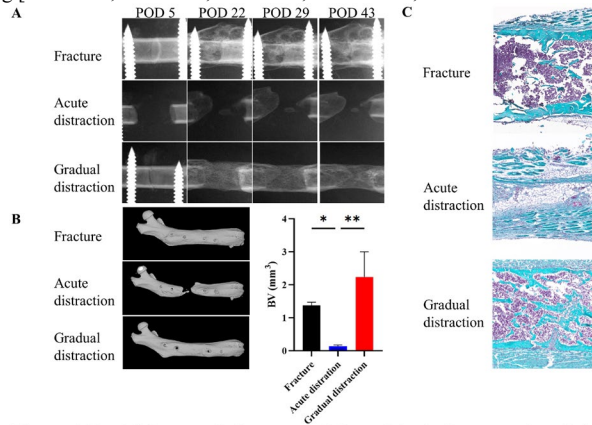 A
POD 5 POD 22 POD 29 POD 43
Fracture
Acute
distraction
Gradual
distraction
B
Fracture
Acute
distraction
Gradual
distraction
4
3
2
1
0
BV (mm³)
* **
Fracture
Acute distration
Gradual distraction
C
Fracture
Acute
distraction
Gradual
distraction